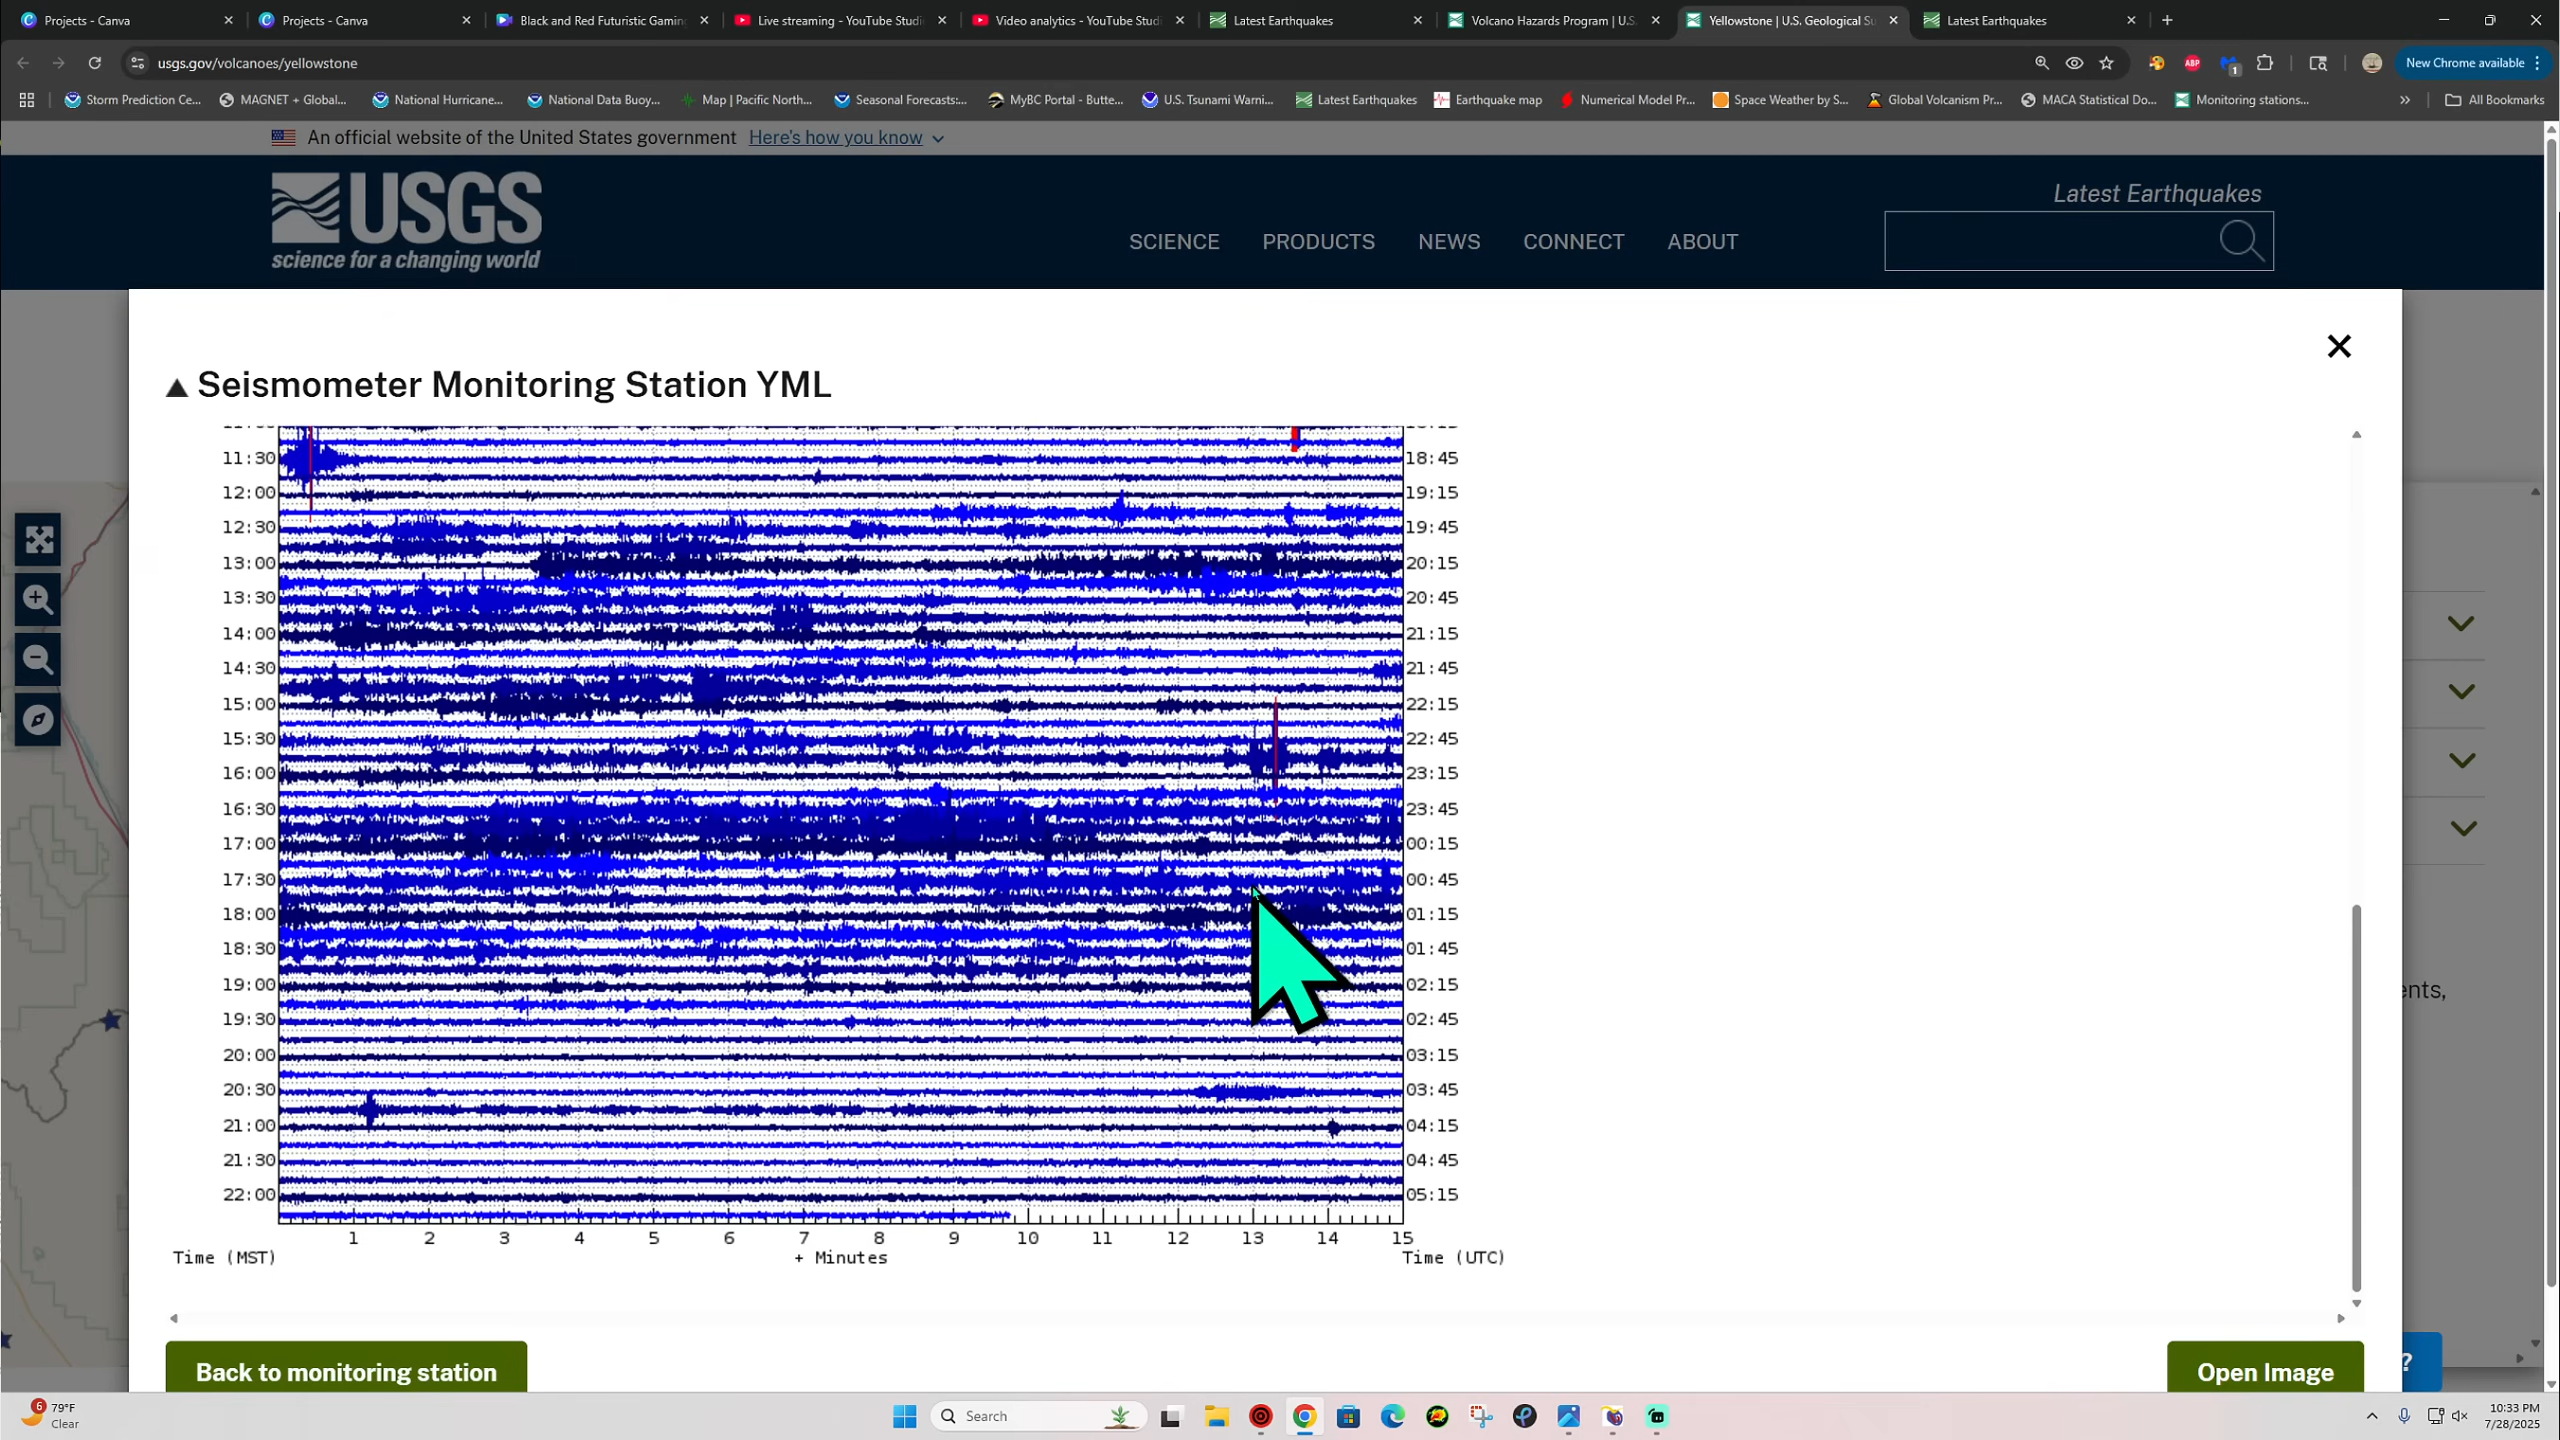 Projects - Canva
Projects - Canva
Black and Red Futuristic Gamin
Live streaming - YouTube Studi
Video analytics - YouTube Studi
Latest Earthquakes
Volcano Hazards Program | U.S.
Yellowstone | U.S. Geological Su
Latest Earthquakes
usgs.gov/volcanoes/yellowstone
New Chrome available
Storm Prediction Ce...
MAGNET + Global...
National Hurricane...
National Data Buoy...
Map | Pacific North...
Seasonal Forecasts:...
MyBC Portal - Butte...
U.S. Tsunami Warni...
Latest Earthquakes
Earthquake map
Numerical Model Pr...
Space Weather by S...
Global Volcanism Pr...
MACA Statistical Do...
Monitoring stations...
All Bookmarks
An official website of the United States government Here's how you know
USGS
science for a changing world
SCIENCE PRODUCTS NEWS CONNECT ABOUT
Latest Earthquakes
Seismometer Monitoring Station YML
11:30 18:45
12:00 19:15
12:30 19:45
13:00 20:15
13:30 20:45
14:00 21:15
14:30 21:45
15:00 22:15
15:30 22:45
16:00 23:15
16:30 23:45
17:00 00:15
17:30 00:45
18:00 01:15
18:30 01:45
19:00 02:15
19:30 02:45
20:00 03:15
20:30 03:45
21:00 04:15
21:30 04:45
22:00 05:15
1 2 3 4 5 6 7 8 9 10 11 12 13 14 15
Time (MST) + Minutes Time (UTC)
ents,
Back to monitoring station
Open Image
?
6
79°F
Clear
Search
ABP
1
10:33 PM
7/28/2025